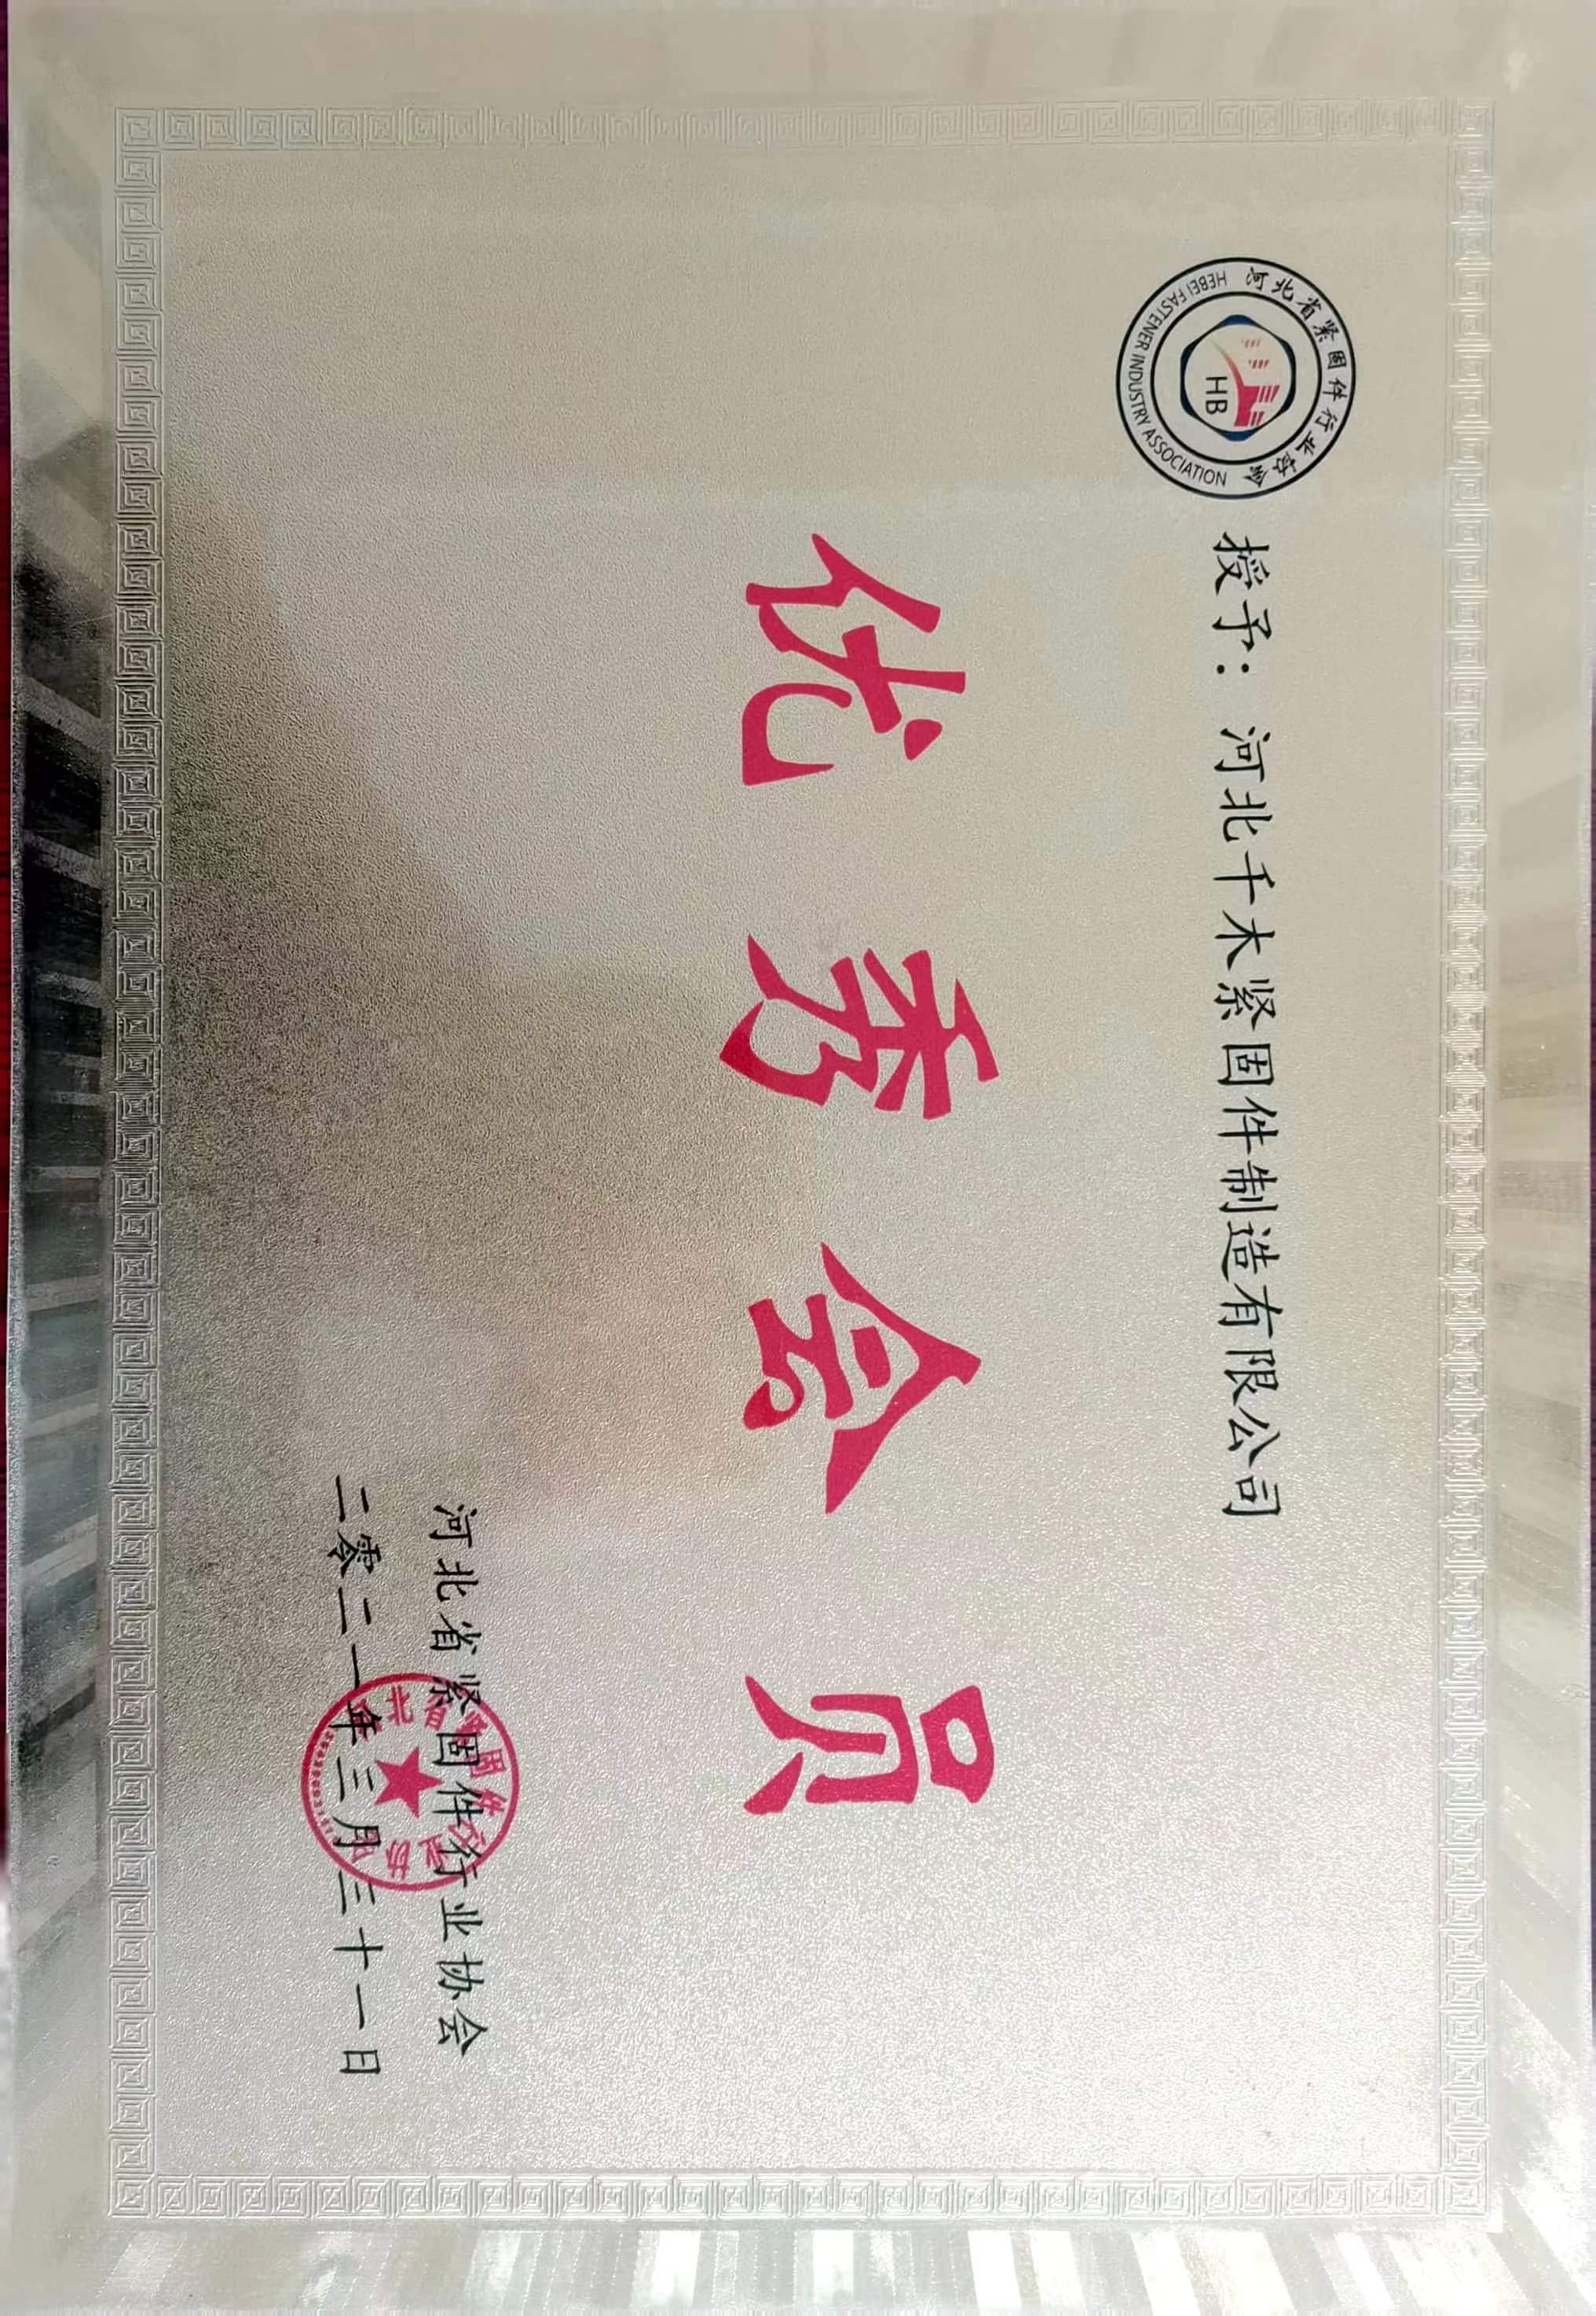 河北省紧固件行业协会
HEBEI FASTENER INDUSTRY ASSOCIATION
HB
授予：河北千木紧固件制造有限公司
优秀会员
河北省紧固件行业协会
二零二一年三月三十一日